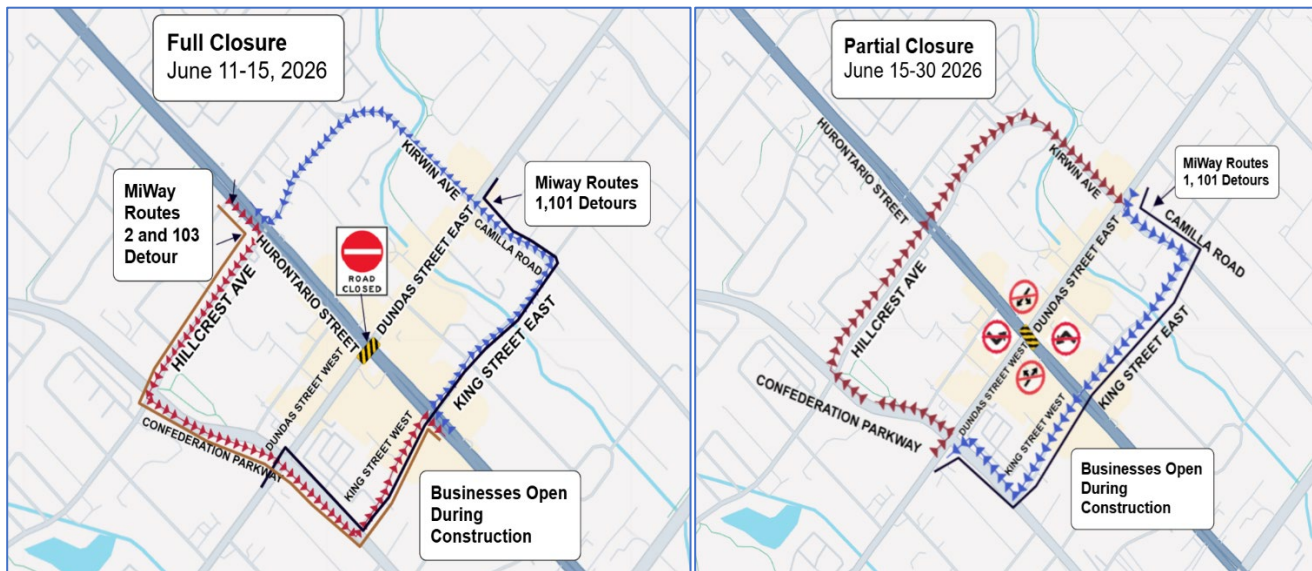 Full Closure
June 11-15, 2026
KIRWIN AVE
Miway Routes
1,101 Detours
MiWay
Routes
2 and 103
Detour
HURONTARIO STREET
ROAD
CLOSED
DUNDAS STREET EAST
CAMILLA ROAD
HILLCREST AVE
DUNDAS STREET WEST
KING STREET EAST
CONFEDERATION PARKWAY
KING STREET WEST
Businesses Open
During
Construction
Partial Closure
June 15-30 2026
HURONTARIO STREET
KIRWIN AVE
MiWay Routes
1, 101 Detours
CAMILLA ROAD
DUNDAS STREET EAST
HILLCREST AVE
KING STREET EAST
DUNDAS STREET WEST
CONFEDERATION PARKWAY
KING STREET WEST
Businesses Open
During
Construction